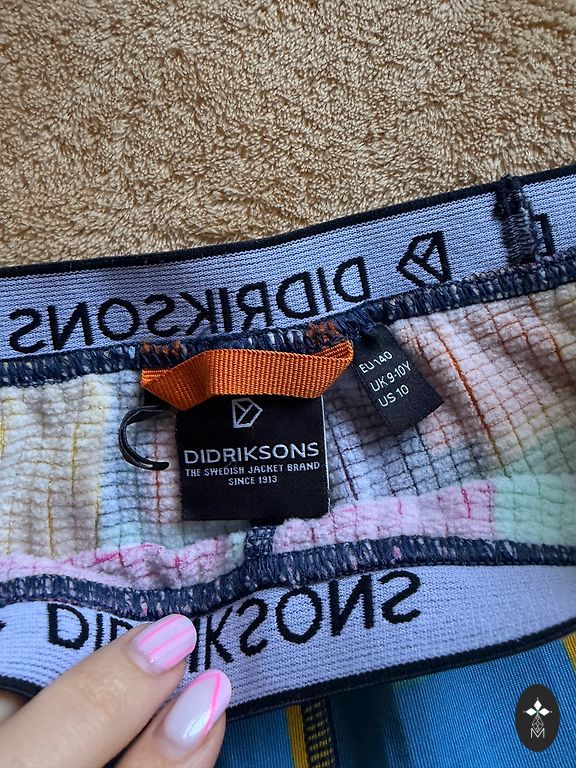 DIDRIKSONS
DIDRIKSONS
THE SWEDISH JACKET BRAND
SINCE 1913
EU 140
UK 9-10Y
US 10
DIDRIKSONS